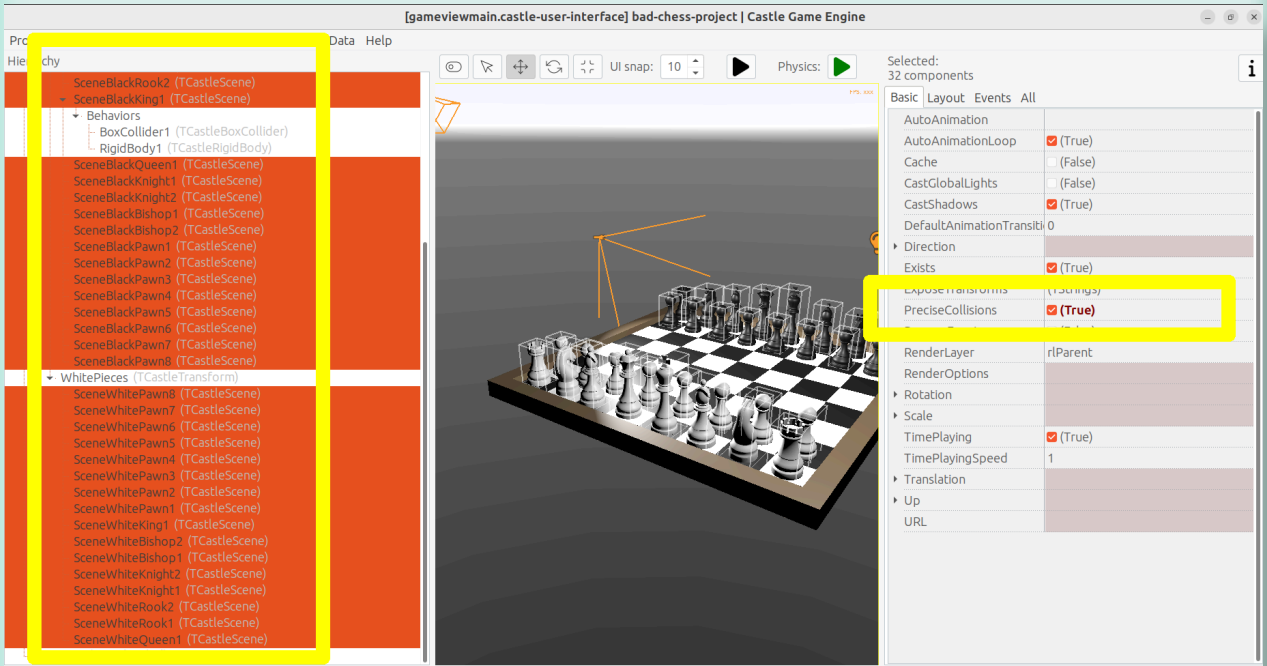 [gameviewmain.castle-user-interface] bad-chess-project | Castle Game Engine
Data Help
Hierarchy
SceneBlackRook2 (TCastleScene)
SceneBlackKing1 (TCastleScene)
Behaviors
BoxCollider1 (TCastleBoxCollider)
RigidBody1 (TCastleRigidBody)
SceneBlackQueen1 (TCastleScene)
SceneBlackKnight1 (TCastleScene)
SceneBlackKnight2 (TCastleScene)
SceneBlackBishop1 (TCastleScene)
SceneBlackBishop2 (TCastleScene)
SceneBlackPawn1 (TCastleScene)
SceneBlackPawn2 (TCastleScene)
SceneBlackPawn3 (TCastleScene)
SceneBlackPawn4 (TCastleScene)
SceneBlackPawn5 (TCastleScene)
SceneBlackPawn6 (TCastleScene)
SceneBlackPawn7 (TCastleScene)
SceneBlackPawn8 (TCastleScene)
WhitePieces (TCastleTransform)
SceneWhitePawn8 (TCastleScene)
SceneWhitePawn7 (TCastleScene)
SceneWhitePawn6 (TCastleScene)
SceneWhitePawn5 (TCastleScene)
SceneWhitePawn4 (TCastleScene)
SceneWhitePawn3 (TCastleScene)
SceneWhitePawn2 (TCastleScene)
SceneWhitePawn1 (TCastleScene)
SceneWhiteKing1 (TCastleScene)
SceneWhiteBishop2 (TCastleScene)
SceneWhiteBishop1 (TCastleScene)
SceneWhiteKnight2 (TCastleScene)
SceneWhiteKnight1 (TCastleScene)
SceneWhiteRook2 (TCastleScene)
SceneWhiteRook1 (TCastleScene)
SceneWhiteQueen1 (TCastleScene)
UI snap: 10
Physics:
Selected:
32 components
i
Basic Layout Events All
AutoAnimation
AutoAnimationLoop (True)
Cache (False)
CastGlobalLights (False)
CastShadows (True)
DefaultAnimationTransiti 0
Direction
Exists (True)
ExposeTransforms (TStrings)
PreciseCollisions (True)
RenderLayer rlParent
RenderOptions
Rotation
Scale
TimePlaying (True)
TimePlayingSpeed 1
Translation
Up
URL